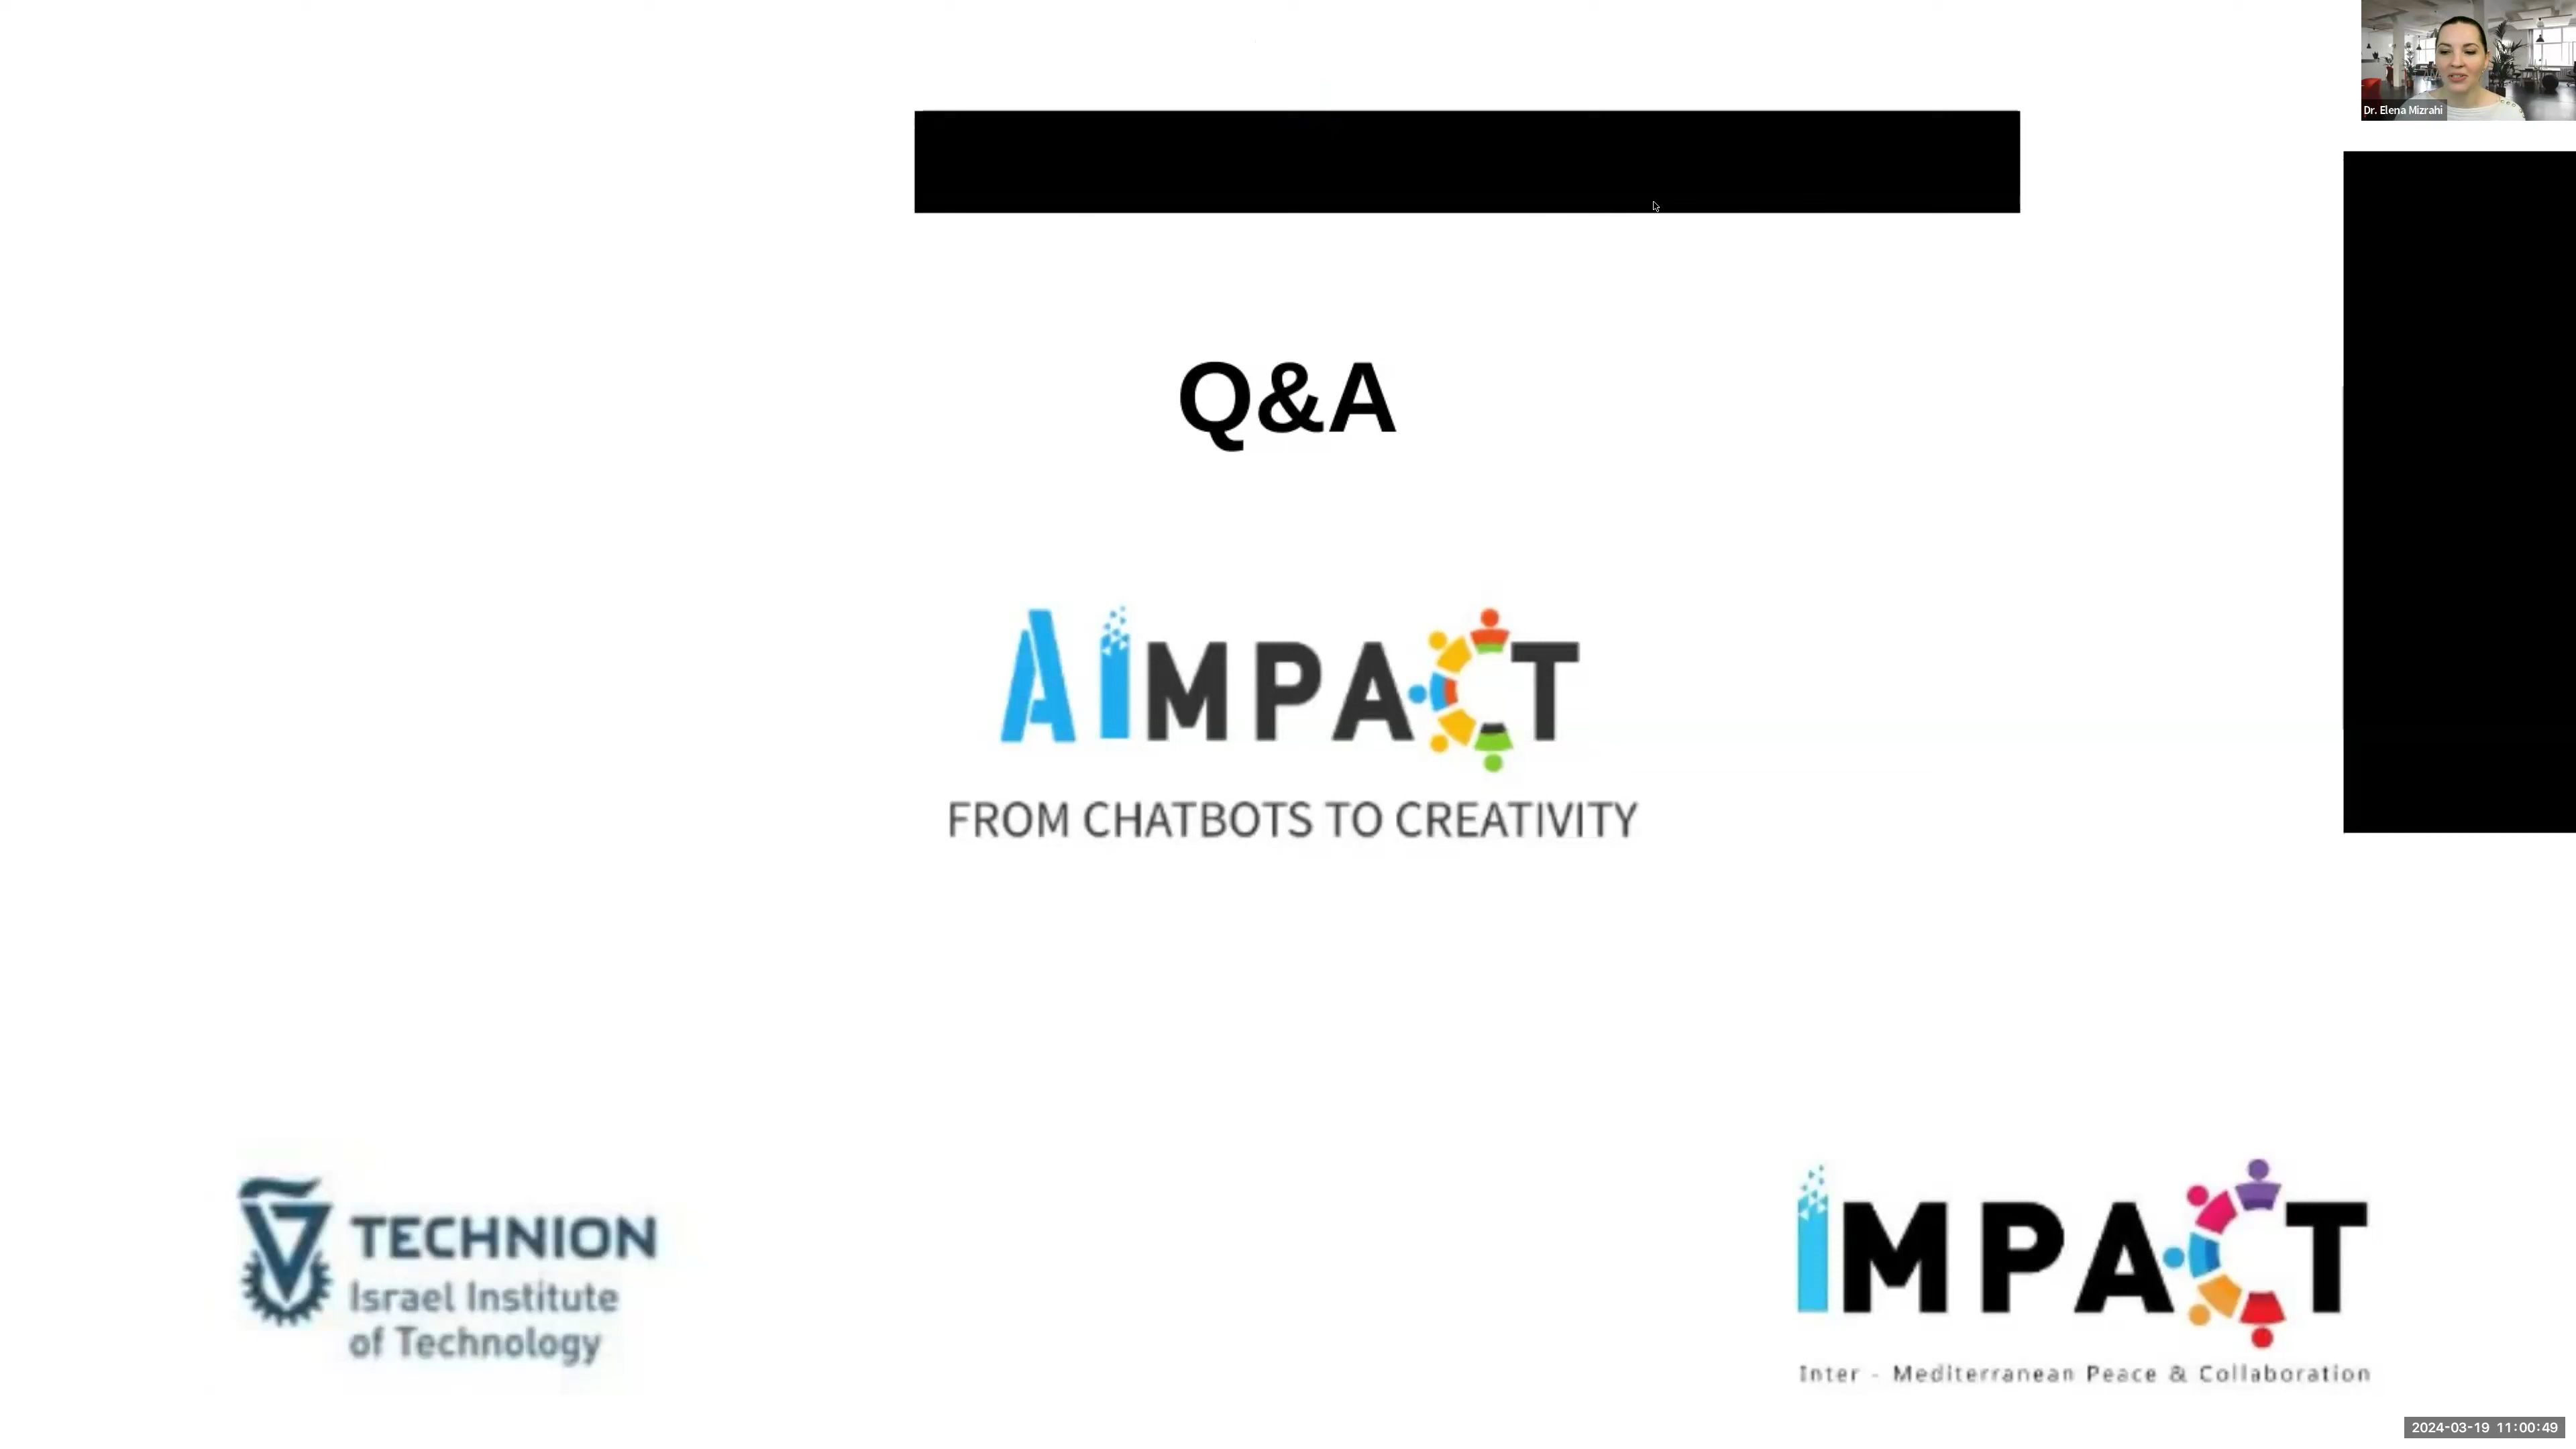 Dr. Elena Mizrahi
Q&A
AIMPACT
FROM CHATBOTS TO CREATIVITY
TECHNION
Israel Institute
of Technology
IMPACT
Inter - Mediterranean Peace & Collaboration
2024-03-19 11:00:49